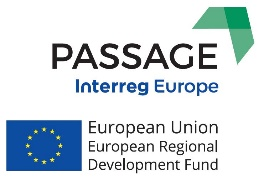 PASSAGE
Interreg Europe
European Union
European Regional
Development Fund